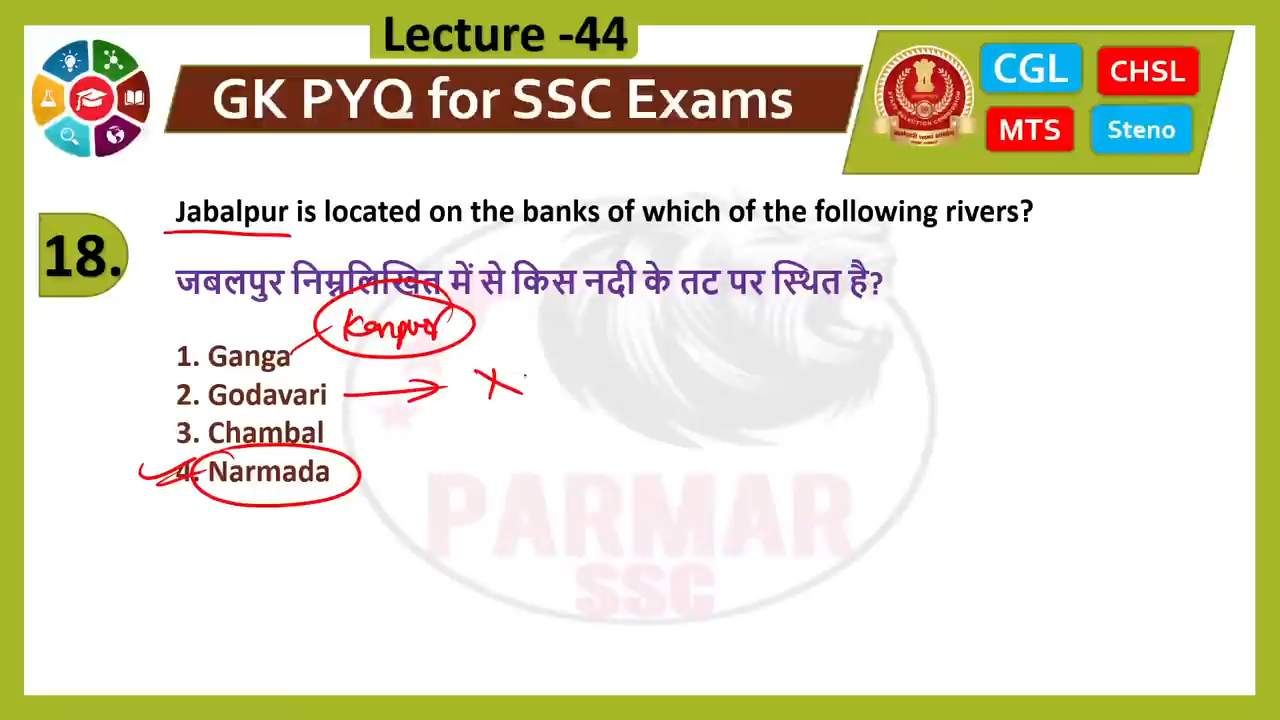 Lecture -44
GK PYQ for SSC Exams
CGL
CHSL
MTS
Steno
18.
Jabalpur is located on the banks of which of the following rivers?
जबलपुर निम्नलिखित में से किस नदी के तट पर स्थित है?
Kanpur
1. Ganga
2. Godavari
3. Chambal
4. Narmada
PARMAR
SSC